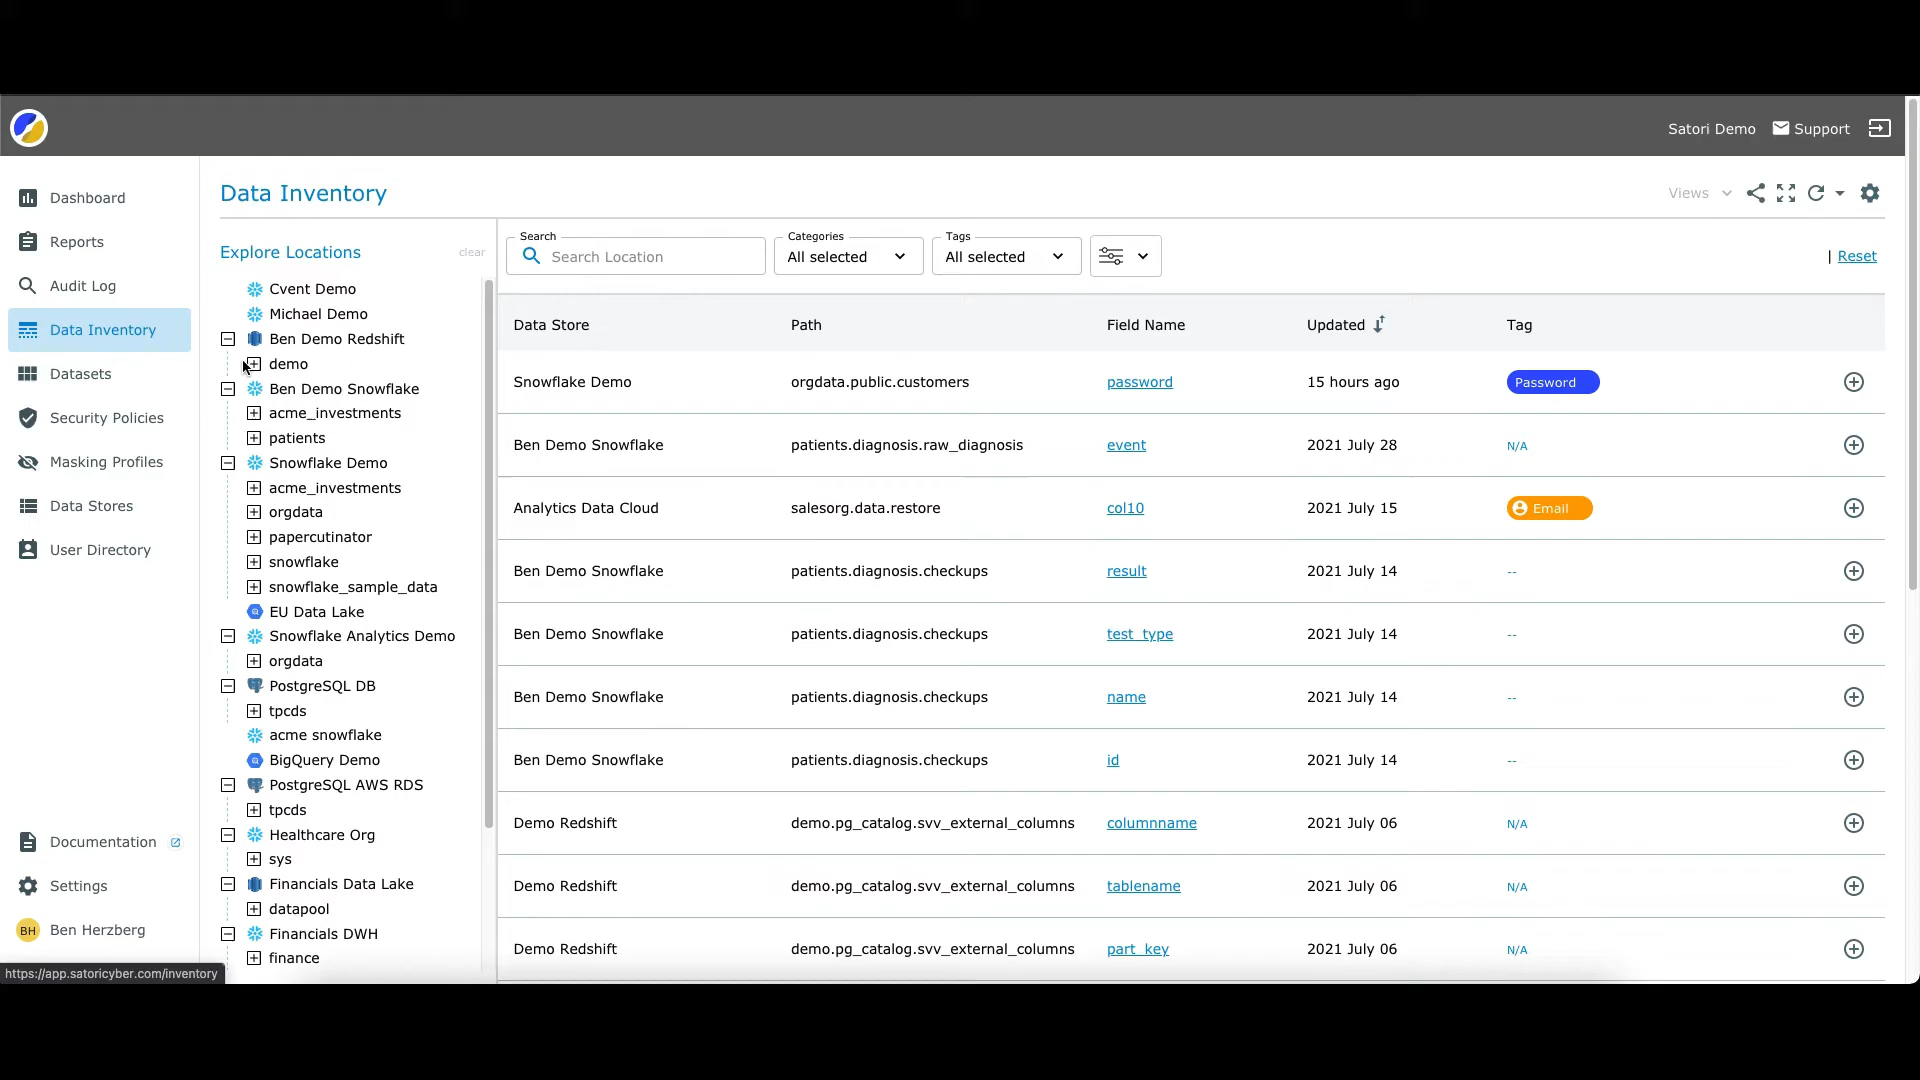 Satori Demo Support
Dashboard
Reports
Audit Log
Data Inventory
Datasets
Security Policies
Masking Profiles
Data Stores
User Directory
Documentation
Settings
BH Ben Herzberg
https://app.satoricyber.com/inventory
Data Inventory
Views
Explore Locations clear
Cvent Demo
Michael Demo
Ben Demo Redshift
demo
Ben Demo Snowflake
acme_investments
patients
Snowflake Demo
acme_investments
orgdata
papercutinator
snowflake
snowflake_sample_data
EU Data Lake
Snowflake Analytics Demo
orgdata
PostgreSQL DB
tpcds
acme snowflake
BigQuery Demo
PostgreSQL AWS RDS
tpcds
Healthcare Org
sys
Financials Data Lake
datapool
Financials DWH
finance
Search Categories Tags
Search Location All selected All selected | Reset
Data Store Path Field Name Updated Tag
Snowflake Demo orgdata.public.customers password 15 hours ago Password
Ben Demo Snowflake patients.diagnosis.raw_diagnosis event 2021 July 28 N/A
Analytics Data Cloud salesorg.data.restore col10 2021 July 15 Email
Ben Demo Snowflake patients.diagnosis.checkups result 2021 July 14 --
Ben Demo Snowflake patients.diagnosis.checkups test_type 2021 July 14 --
Ben Demo Snowflake patients.diagnosis.checkups name 2021 July 14 --
Ben Demo Snowflake patients.diagnosis.checkups id 2021 July 14 --
Demo Redshift demo.pg_catalog.svv_external_columns columnname 2021 July 06 N/A
Demo Redshift demo.pg_catalog.svv_external_columns tablename 2021 July 06 N/A
Demo Redshift demo.pg_catalog.svv_external_columns part_key 2021 July 06 N/A